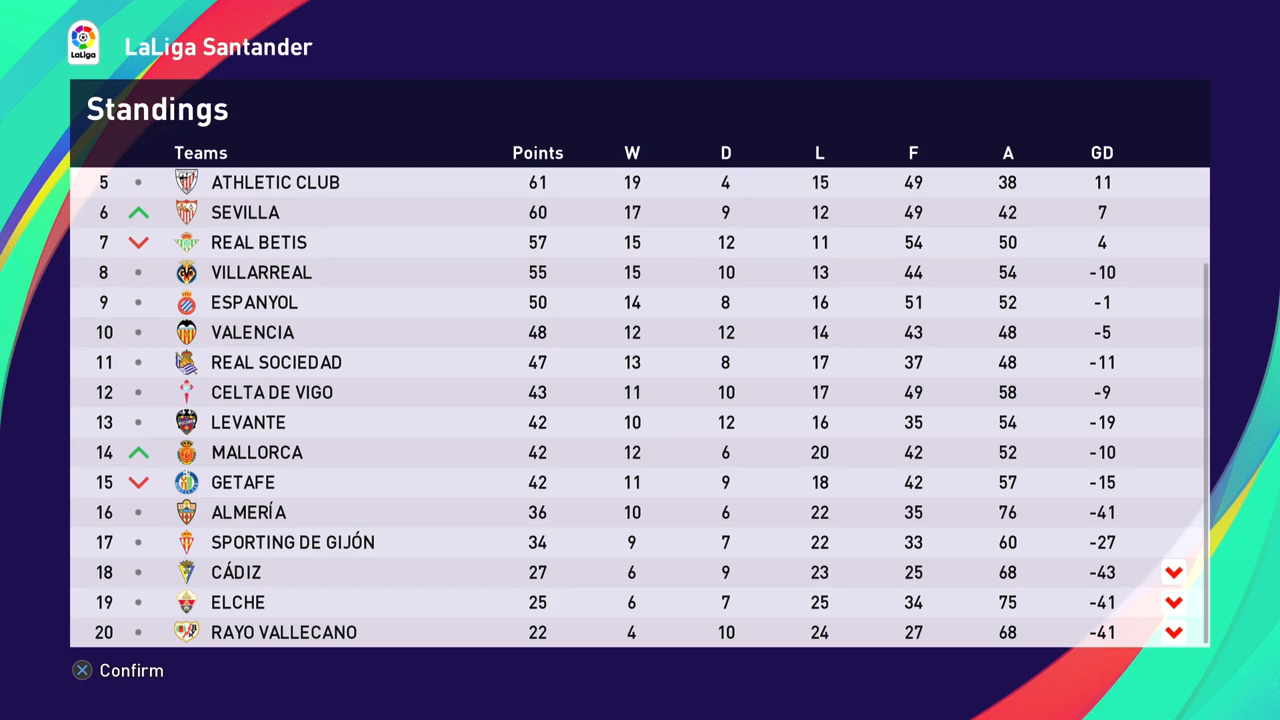 LaLiga
LaLiga Santander
Standings
Teams Points W D L F A GD
5 ATHLETIC CLUB 61 19 4 15 49 38 11
6 SEVILLA 60 17 9 12 49 42 7
7 REAL BETIS 57 15 12 11 54 50 4
8 VILLARREAL 55 15 10 13 44 54 -10
9 ESPANYOL 50 14 8 16 51 52 -1
10 VALENCIA 48 12 12 14 43 48 -5
11 REAL SOCIEDAD 47 13 8 17 37 48 -11
12 CELTA DE VIGO 43 11 10 17 49 58 -9
13 LEVANTE 42 10 12 16 35 54 -19
14 MALLORCA 42 12 6 20 42 52 -10
15 GETAFE 42 11 9 18 42 57 -15
16 ALMERÍA 36 10 6 22 35 76 -41
17 SPORTING DE GIJÓN 34 9 7 22 33 60 -27
18 CÁDIZ 27 6 9 23 25 68 -43
19 ELCHE 25 6 7 25 34 75 -41
20 RAYO VALLECANO 22 4 10 24 27 68 -41
Confirm